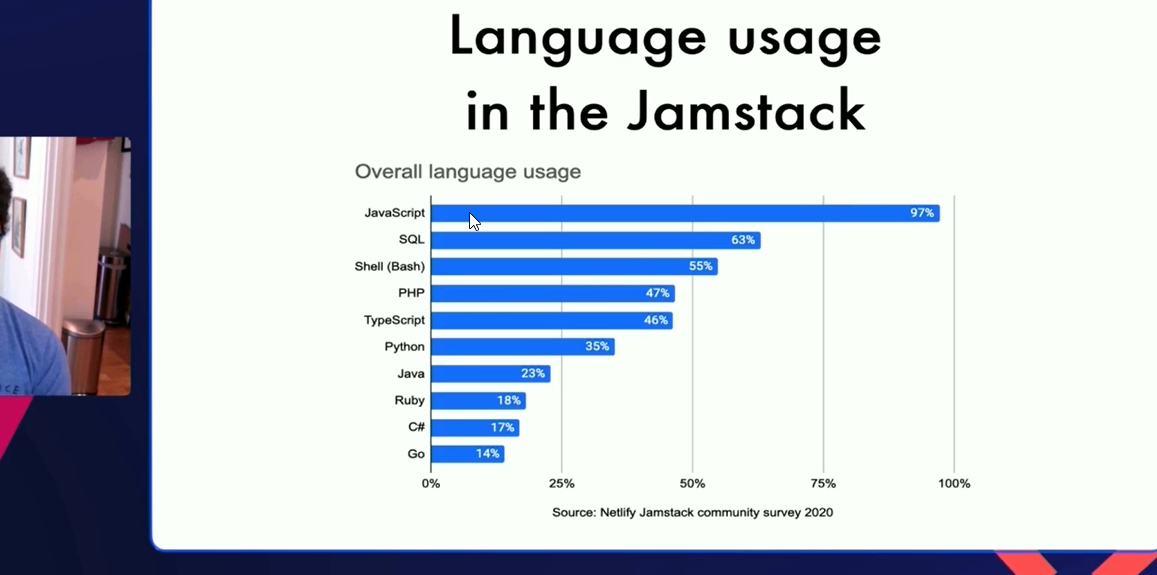 Language usage
in the Jamstack
Overall language usage
JavaScript 97%
SQL 63%
Shell (Bash) 55%
PHP 47%
TypeScript 46%
Python 35%
Java 23%
Ruby 18%
C# 17%
Go 14%
0% 25% 50% 75% 100%
Source: Netlify Jamstack community survey 2020